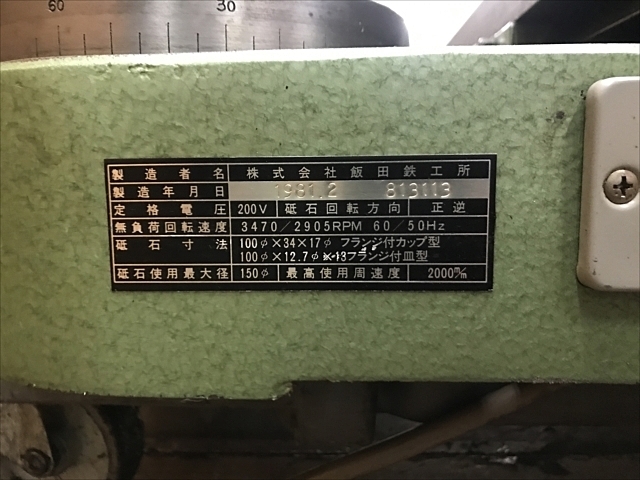 60 30
製造者名 株式会社飯田鉄工所
製造年月日 1981.2 813113
定格電圧 200V 砥石回転方向 正逆
無負荷回転速度 3470/2905RPM 60/50Hz
砥石寸法 100φ×34×17φ フランジ付カップ型
100φ×12.7φ フランジ付皿型
砥石使用最大径 150φ 最高使用周速度 2000m/m